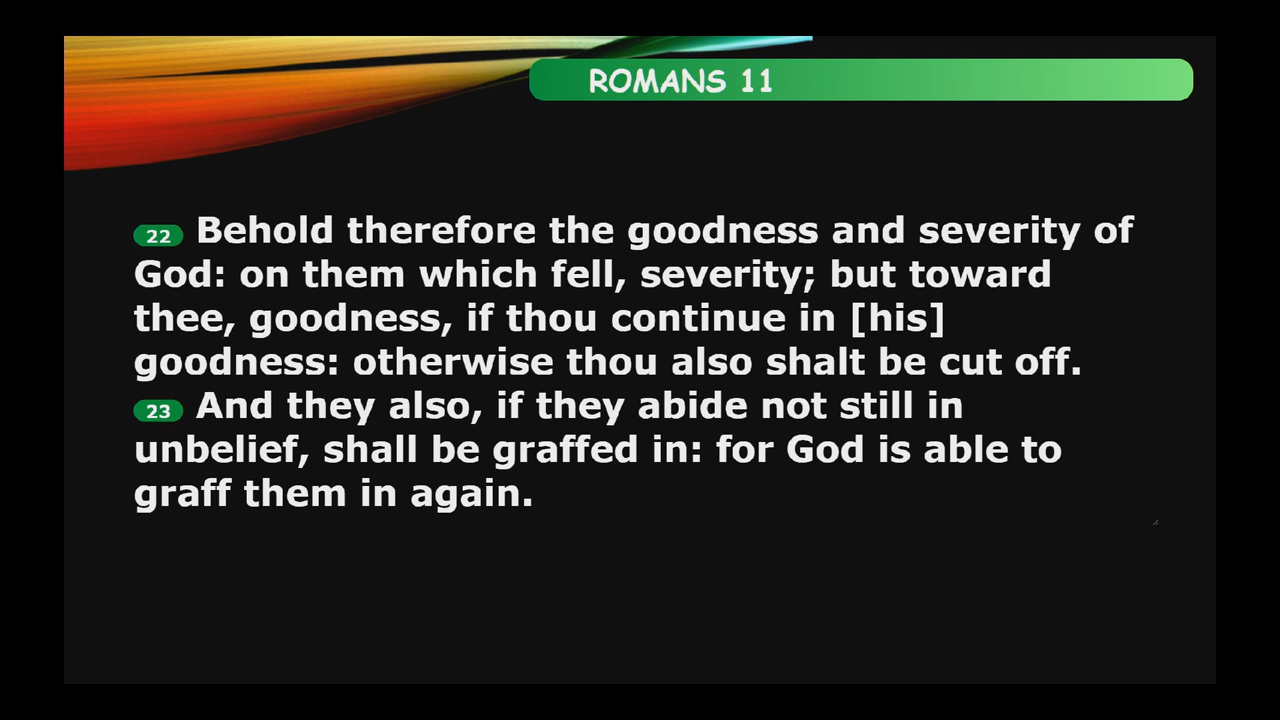 ROMANS 11
22 Behold therefore the goodness and severity of
God: on them which fell, severity; but toward
thee, goodness, if thou continue in [his]
goodness: otherwise thou also shalt be cut off.
23 And they also, if they abide not still in
unbelief, shall be graffed in: for God is able to
graff them in again.